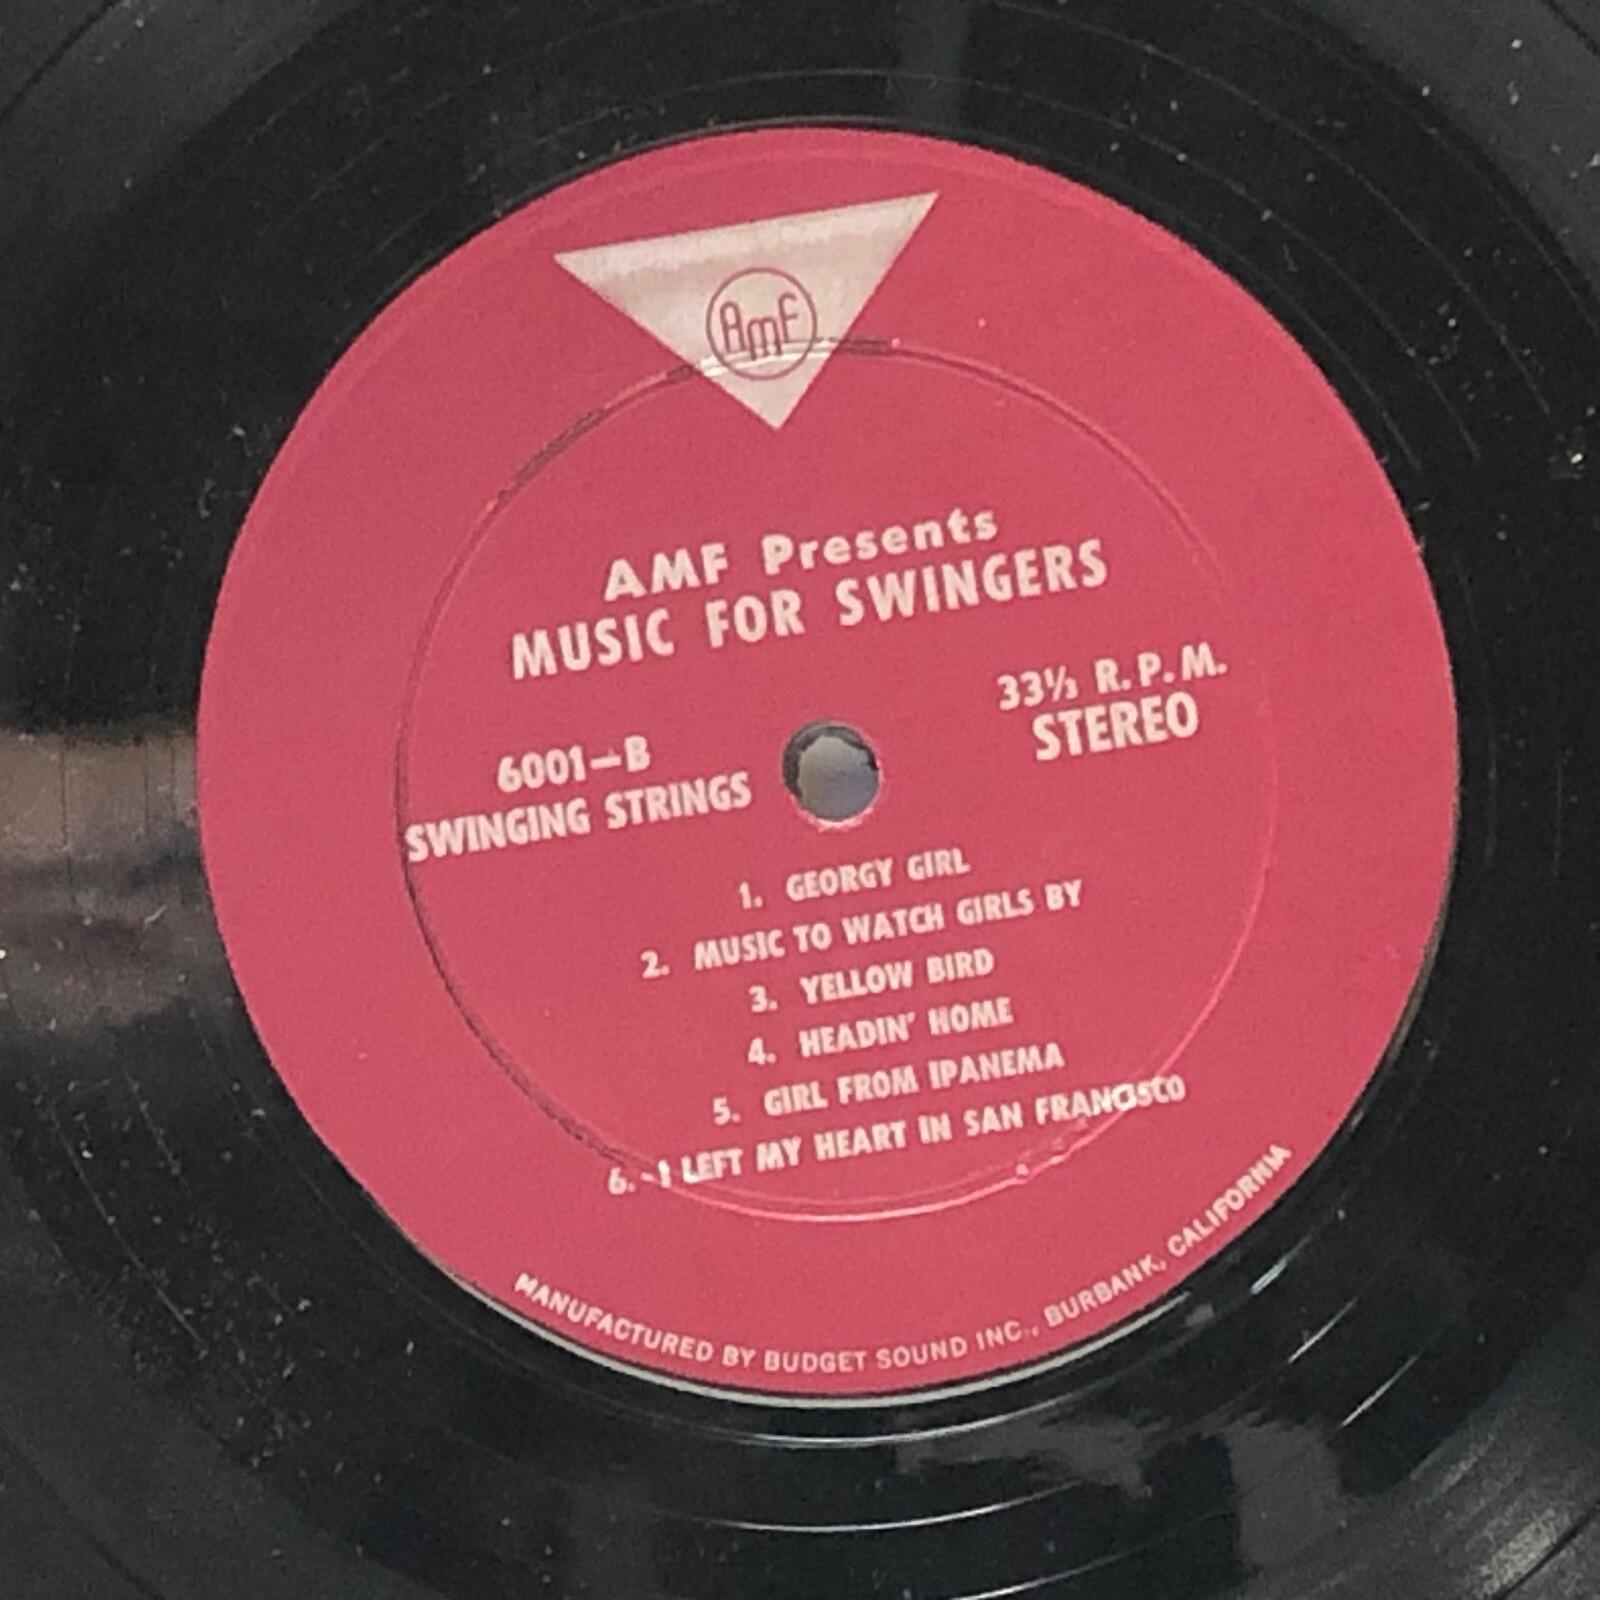 AMF
AMF Presents
MUSIC FOR SWINGERS
33⅓ R.P.M.
STEREO
6001-B
SWINGING STRINGS
1. GEORGY GIRL
2. MUSIC TO WATCH GIRLS BY
3. YELLOW BIRD
4. HEADIN' HOME
5. GIRL FROM IPANEMA
6. I LEFT MY HEART IN SAN FRANCISCO
MANUFACTURED BY BUDGET SOUND INC., BURBANK, CALIFORNIA